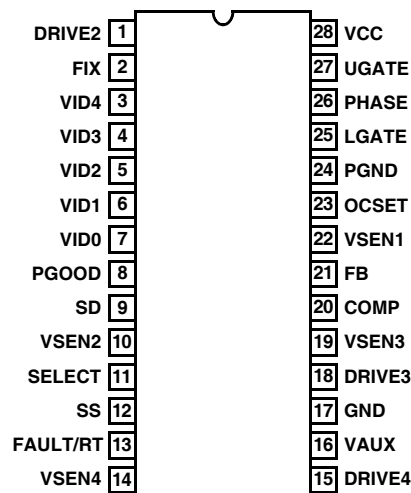 DRIVE2 1 28 VCC
FIX 2 27 UGATE
VID4 3 26 PHASE
VID3 4 25 LGATE
VID2 5 24 PGND
VID1 6 23 OCSET
VID0 7 22 VSEN1
PGOOD 8 21 FB
SD 9 20 COMP
VSEN2 10 19 VSEN3
SELECT 11 18 DRIVE3
SS 12 17 GND
FAULT/RT 13 16 VAUX
VSEN4 14 15 DRIVE4